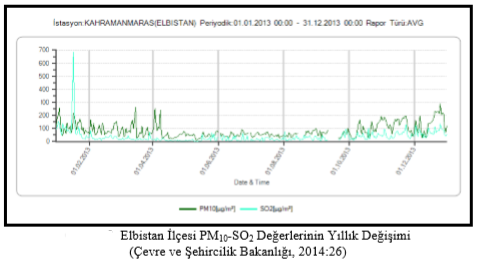 İstasyon:KAHRAMANMARAS(ELBISTAN) Periyodik:01.01.2013 00:00 - 31.12.2013 00:00 Rapor Türü:AVG
700
600
500
400
300
200
100
0
01.02.2013
01.04.2013
01.06.2013
01.08.2013
01.10.2013
01.12.2013
Date & Time
PM10[µg/m³] SO2[µg/m³]
Elbistan İlçesi PM₁₀-SO₂ Değerlerinin Yıllık Değişimi
(Çevre ve Şehircilik Bakanlığı, 2014:26)